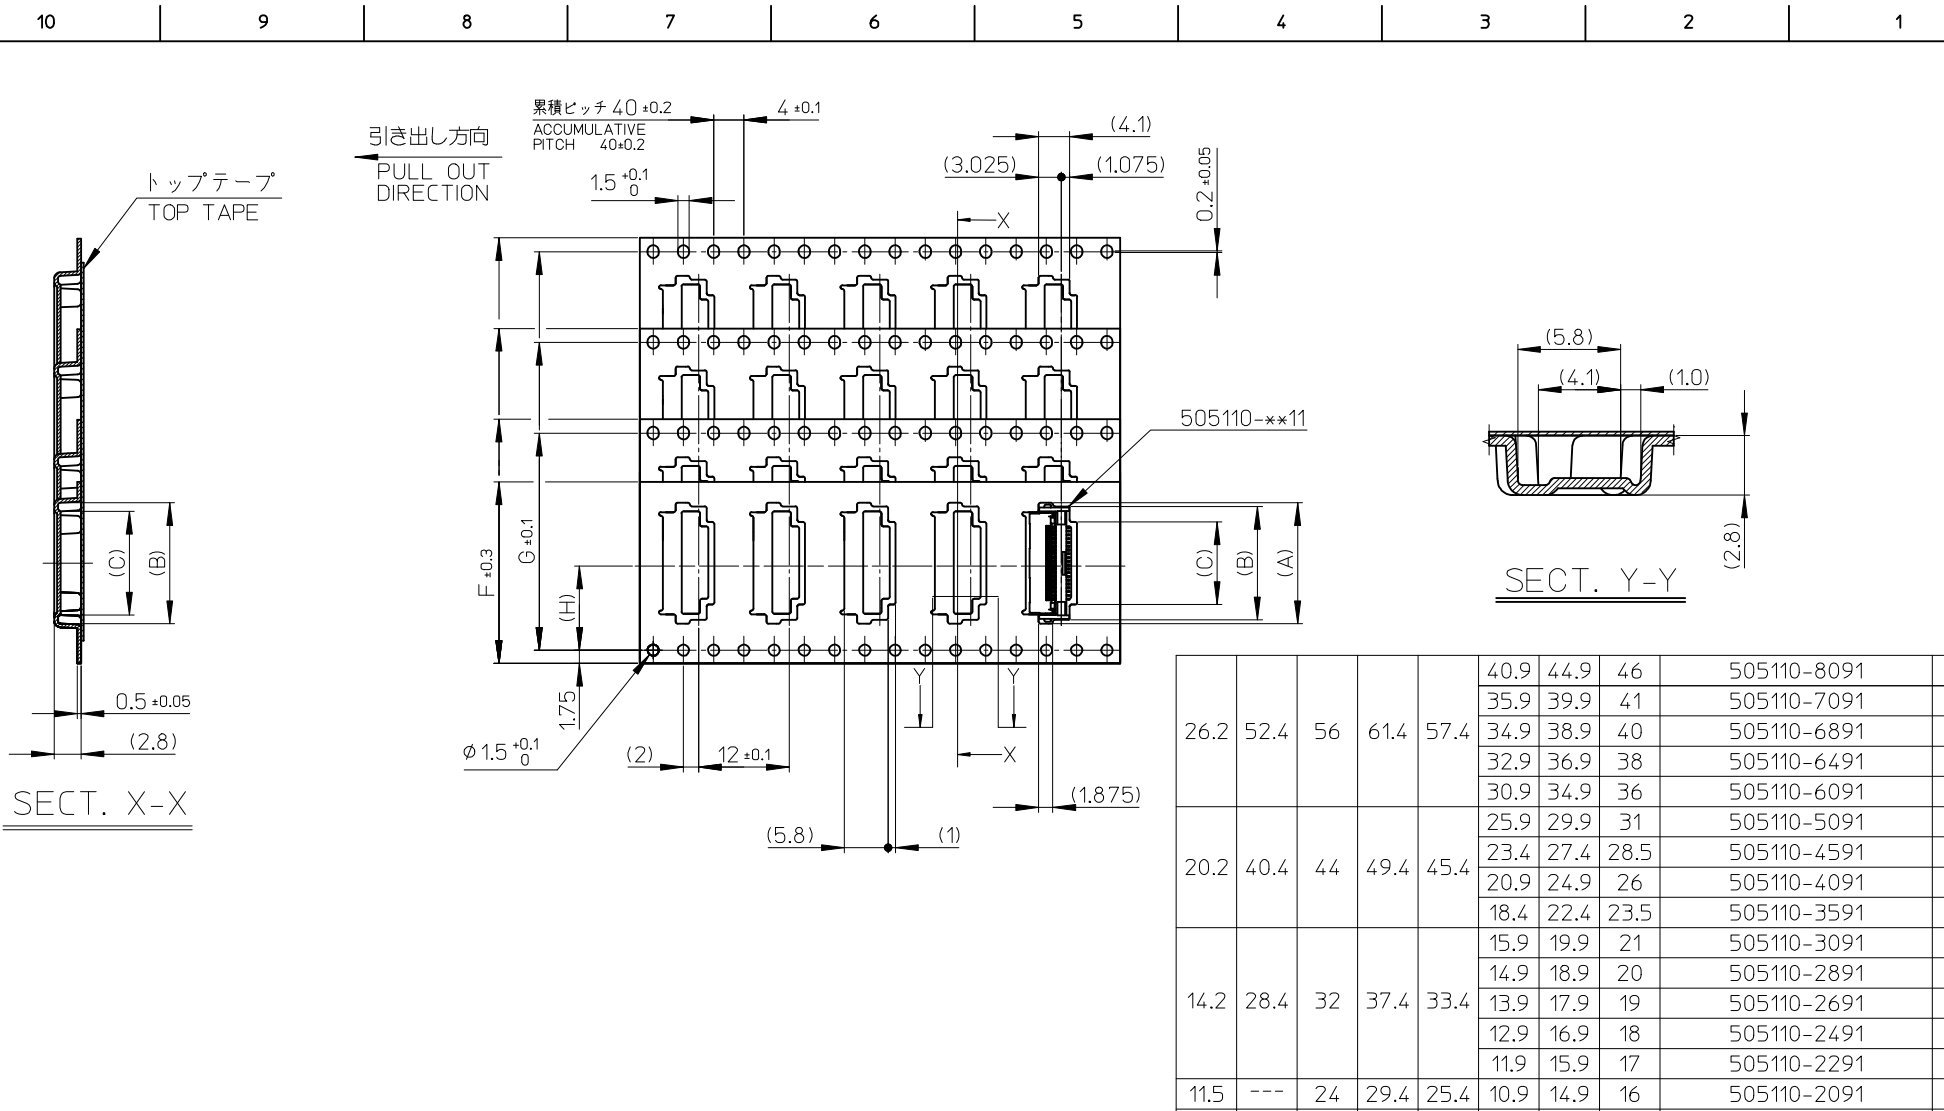 10 9 8 7 6 5 4 3 2 1
トップテープ
TOP TAPE
引き出し方向
PULL OUT
DIRECTION
累積ピッチ 40 ±0.2
ACCUMULATIVE
PITCH 40±0.2
4 ±0.1
1.5 +0.1 0
(4.1)
(3.025)
(1.075)
0.2 ±0.05
X
505110-**11
F ±0.3
G ±0.1
(H)
1.75
(C)
(B)
(A)
Y Y
X
φ1.5 +0.1 0
(2)
12 ±0.1
(1.875)
(5.8)
(1)
(C)
(B)
0.5 ±0.05
(2.8)
SECT. X-X
(5.8)
(4.1)
(1.0)
(2.8)
SECT. Y-Y
40.9 44.9 46 505110-8091
35.9 39.9 41 505110-7091
26.2 52.4 56 61.4 57.4 34.9 38.9 40 505110-6891
32.9 36.9 38 505110-6491
30.9 34.9 36 505110-6091
25.9 29.9 31 505110-5091
20.2 40.4 44 49.4 45.4 23.4 27.4 28.5 505110-4591
20.9 24.9 26 505110-4091
18.4 22.4 23.5 505110-3591
15.9 19.9 21 505110-3091
14.9 18.9 20 505110-2891
14.2 28.4 32 37.4 33.4 13.9 17.9 19 505110-2691
12.9 16.9 18 505110-2491
11.9 15.9 17 505110-2291
11.5 --- 24 29.4 25.4 10.9 14.9 16 505110-2091